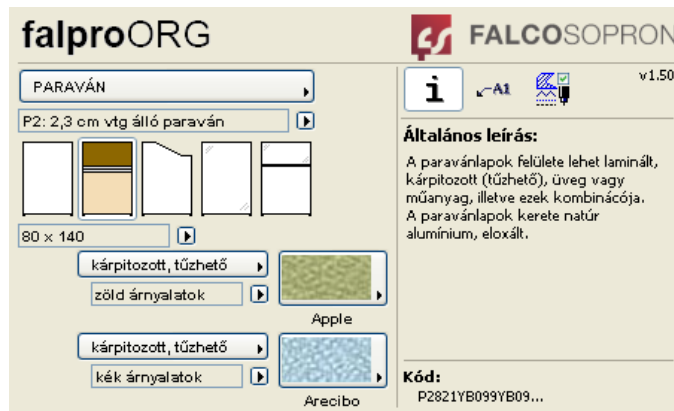 falproORG
FALCOSOPRON
PARAVÁN
P2: 2,3 cm vtg álló paraván
80 x 140
kárpitozott, tűzhető
zöld árnyalatok
Apple
kárpitozott, tűzhető
kék árnyalatok
Arecibo
i
A1
v1.50
Általános leírás:
A paravánlapok felülete lehet laminált,
kárpitozott (tűzhető), üveg vagy
műanyag, illetve ezek kombinácója.
A paravánlapok kerete natúr
alumínium, eloxált.
Kód:
P2821YB099YB09...